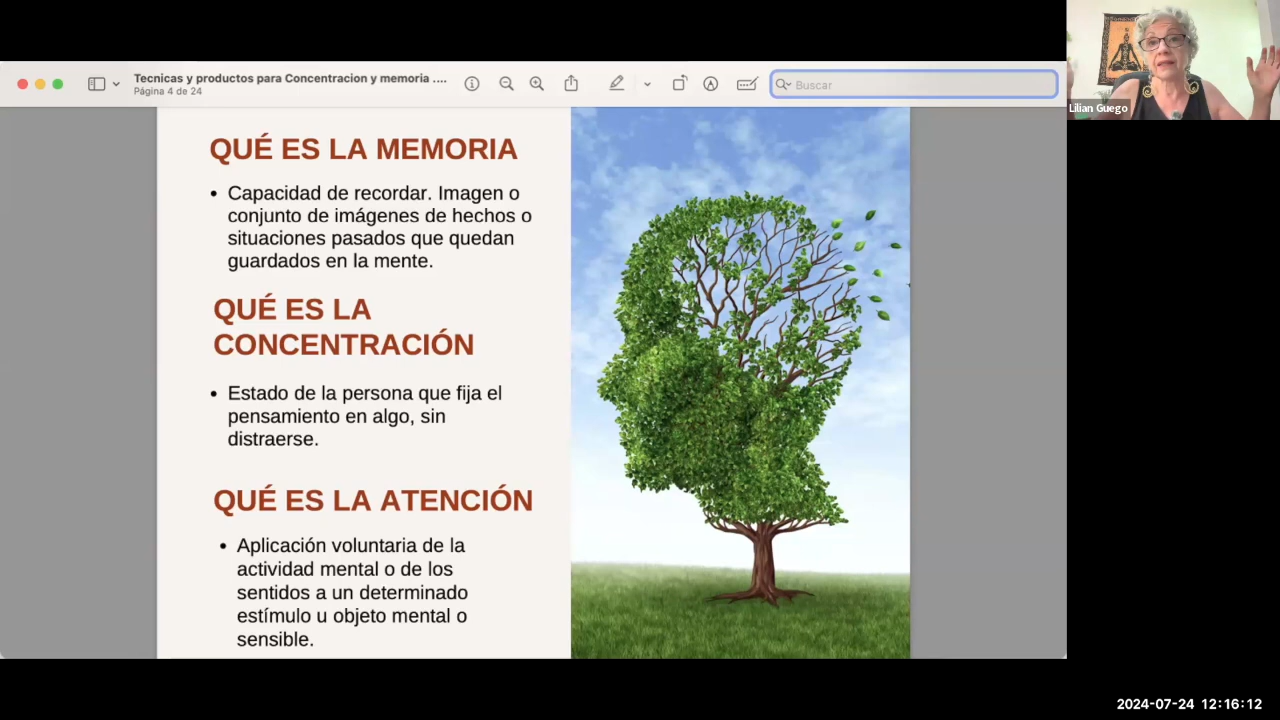 Tecnicas y productos para Concentracion y memoria ....
Página 4 de 24
Buscar
Lilian Guego
QUÉ ES LA MEMORIA
• Capacidad de recordar. Imagen o
conjunto de imágenes de hechos o
situaciones pasados que quedan
guardados en la mente.
QUÉ ES LA
CONCENTRACIÓN
• Estado de la persona que fija el
pensamiento en algo, sin
distraerse.
QUÉ ES LA ATENCIÓN
• Aplicación voluntaria de la
actividad mental o de los
sentidos a un determinado
estímulo u objeto mental o
sensible.
2024-07-24 12:16:12